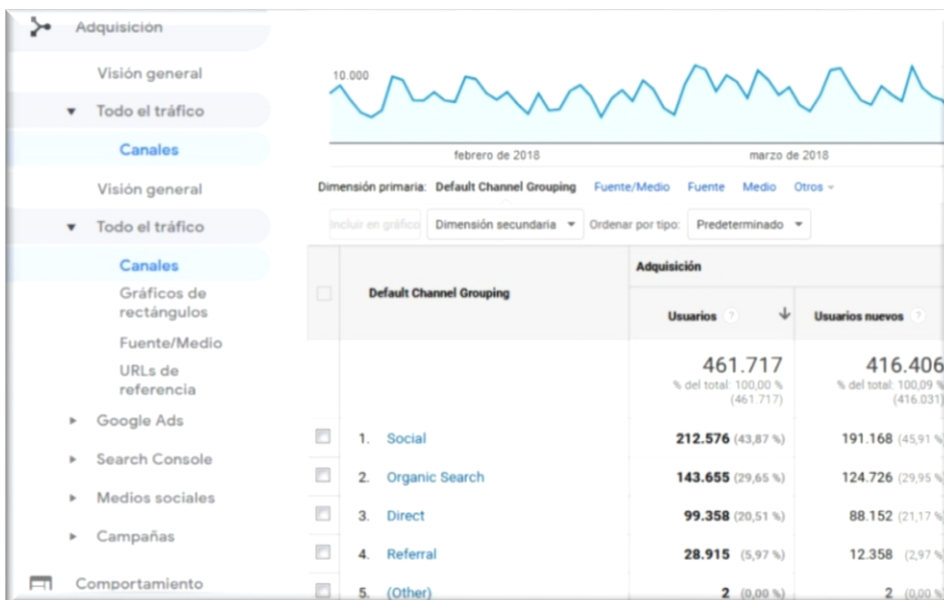 Adquisición
Visión general
Todo el tráfico
Canales
Visión general
Todo el tráfico
Canales
Gráficos de
rectángulos
Fuente/Medio
URLs de
referencia
Google Ads
Search Console
Medios sociales
Campañas
Comportamiento
10.000
febrero de 2018 marzo de 2018
Dimensión primaria: Default Channel Grouping Fuente/Medio Fuente Medio Otros
Incluir en gráfico Dimensión secundaria Ordenar por tipo: Predeterminado
Adquisición
Default Channel Grouping
Usuarios ? Usuarios nuevos ?
461.717 416.406
% del total: 100,00 % % del total: 100,09 %
(461.717) (416.031)
1. Social 212.576 (43,87 %) 191.168 (45,91 %
2. Organic Search 143.655 (29,65 %) 124.726 (29,95 %
3. Direct 99.358 (20,51 %) 88.152 (21,17 %
4. Referral 28.915 (5,97 %) 12.358 (2,97 %
5. (Other) 2 (0,00 %) 2 (0,00 %